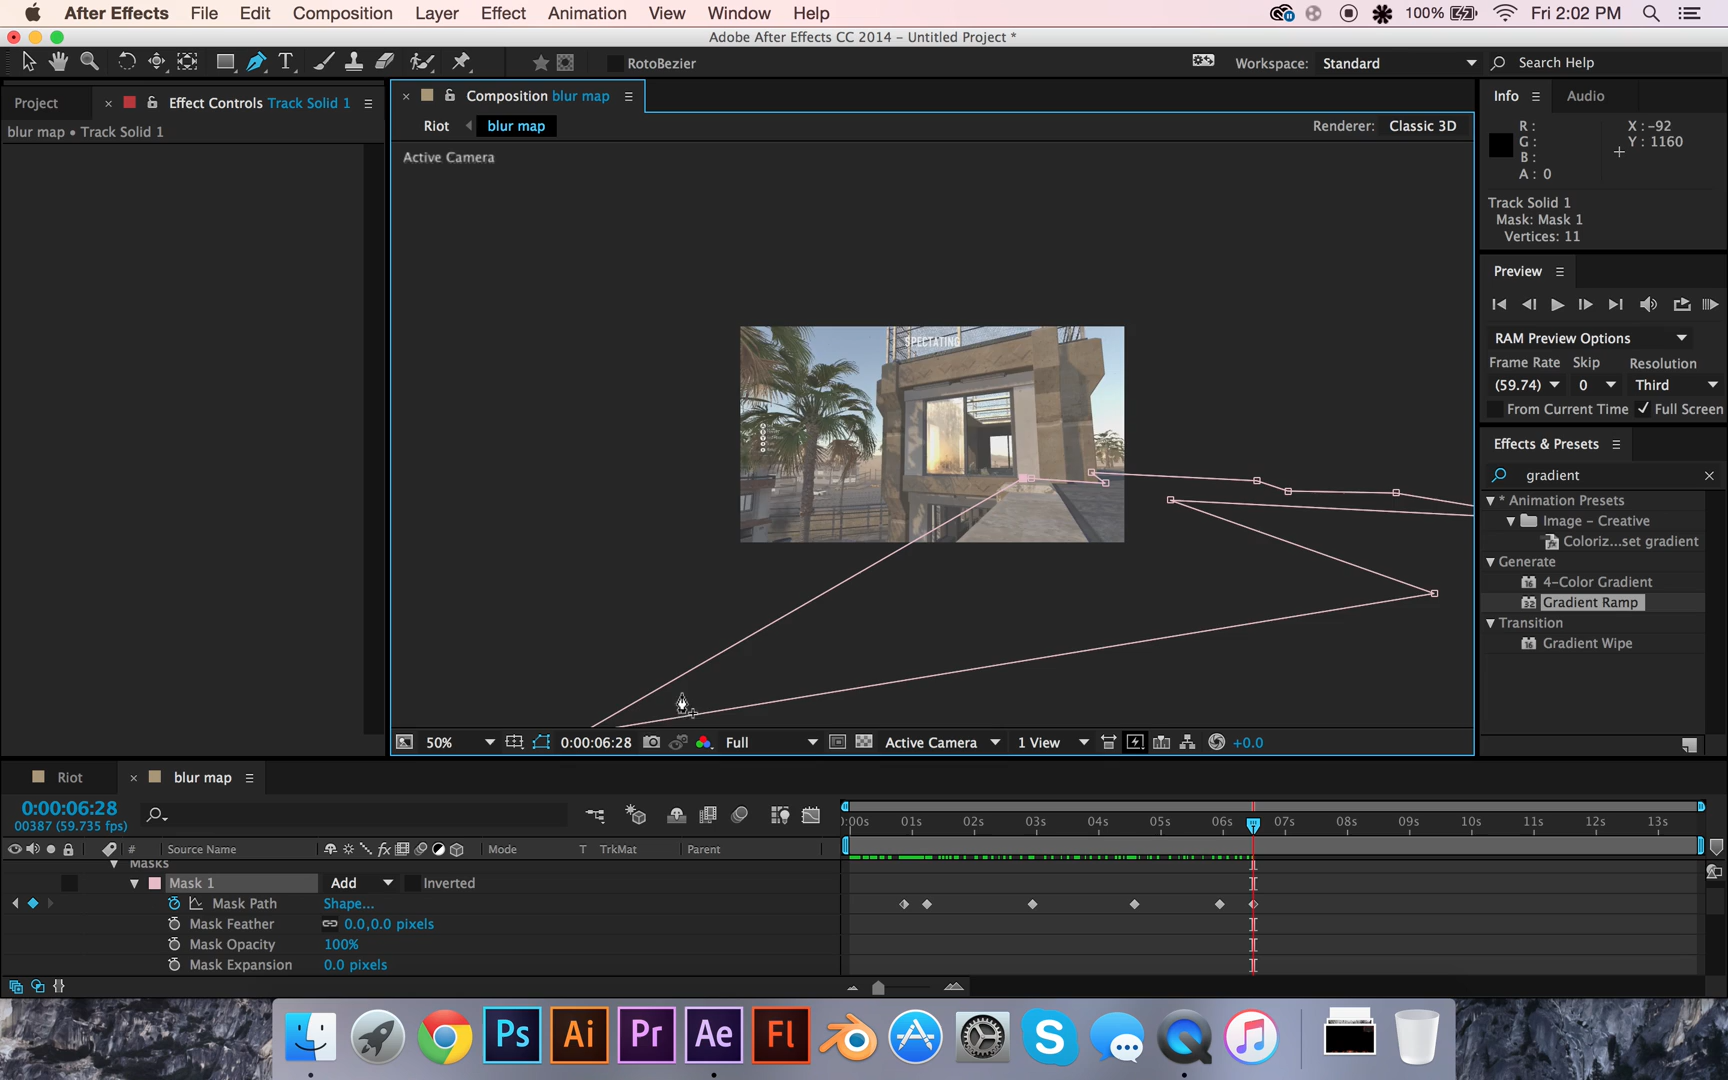 After Effects File Edit Composition Layer Effect Animation View Window Help 100% Fri 2:02 PM
Adobe After Effects CC 2014 – Untitled Project *
T RotoBezier Workspace: Standard Search Help
Project Effect Controls Track Solid 1
Composition blur map
Info Audio
blur map • Track Solid 1
Riot blur map Renderer: Classic 3D
R :
G :
B :
A : 0
X : -92
Y : 1160
Active Camera
Track Solid 1
Mask: Mask 1
Vertices: 11
Preview
RAM Preview Options
Frame Rate Skip Resolution
(59.74) 0 Third
From Current Time Full Screen
Effects & Presets
gradient
* Animation Presets
Image – Creative
Coloriz...set gradient
Generate
4-Color Gradient
Gradient Ramp
Transition
Gradient Wipe
SPECTATING
50% 0:00:06:28 Full Active Camera 1 View +0.0
Riot blur map
0:00:06:28
00387 (59.735 fps)
:00s 01s 02s 03s 04s 05s 06s 07s 08s 09s 10s 11s 12s 13s
# Source Name fx Mode T TrkMat Parent
Masks
Mask 1 Add Inverted
Mask Path Shape...
Mask Feather 0.0,0.0 pixels
Mask Opacity 100%
Mask Expansion 0.0 pixels
Ps Ai Pr Ae Fl